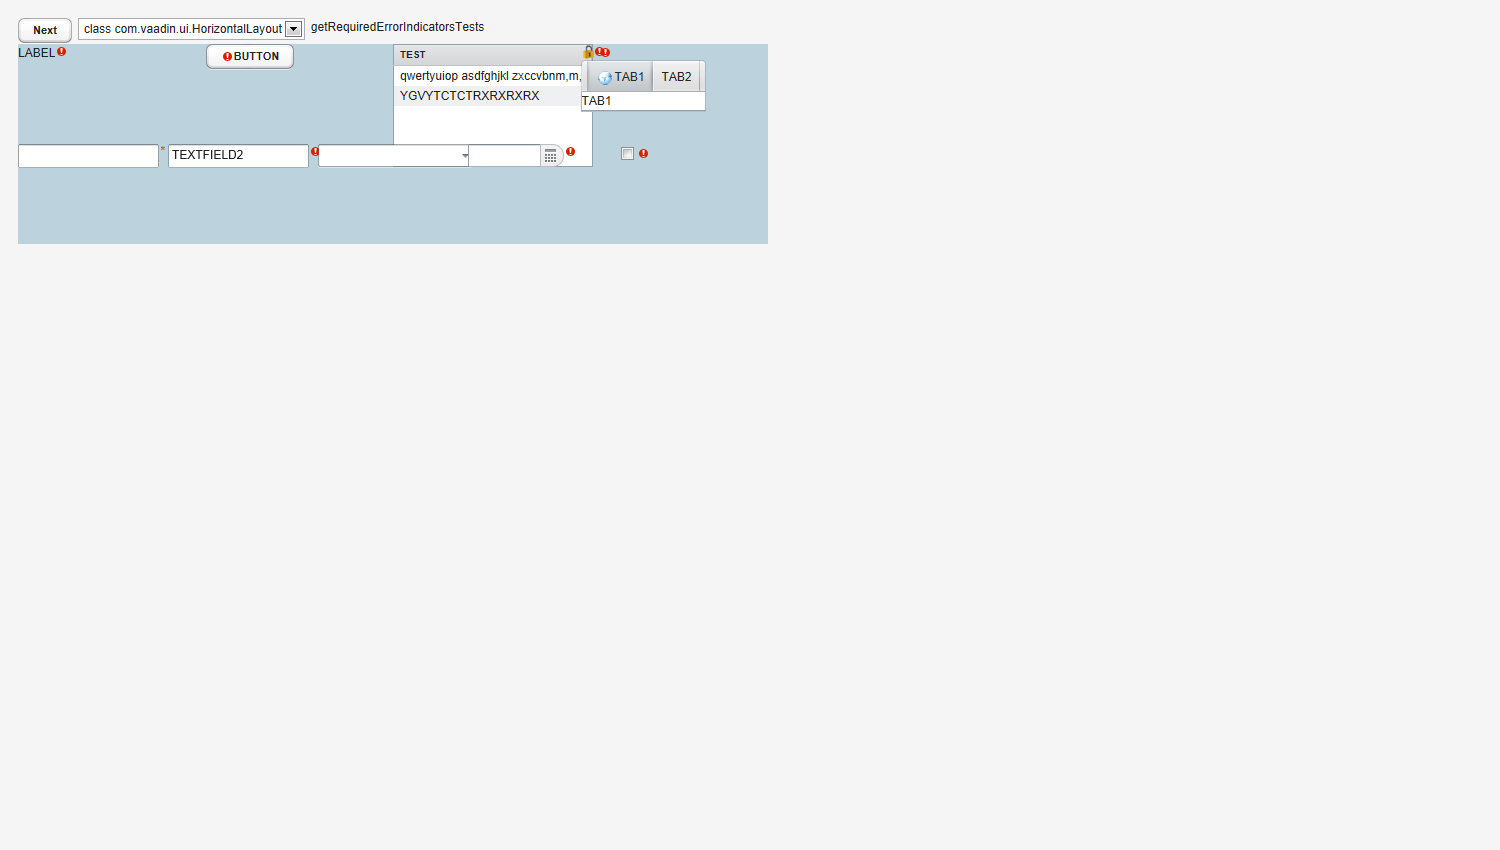 Next class com.vaadin.ui.HorizontalLayout getRequiredErrorIndicatorsTests
LABEL BUTTON TEST
qwertyuiop asdfghjkl zxccvbnm,m, TAB1 TAB2
YGVYTCTCTRXRXRXRX TAB1
* TEXTFIELD2